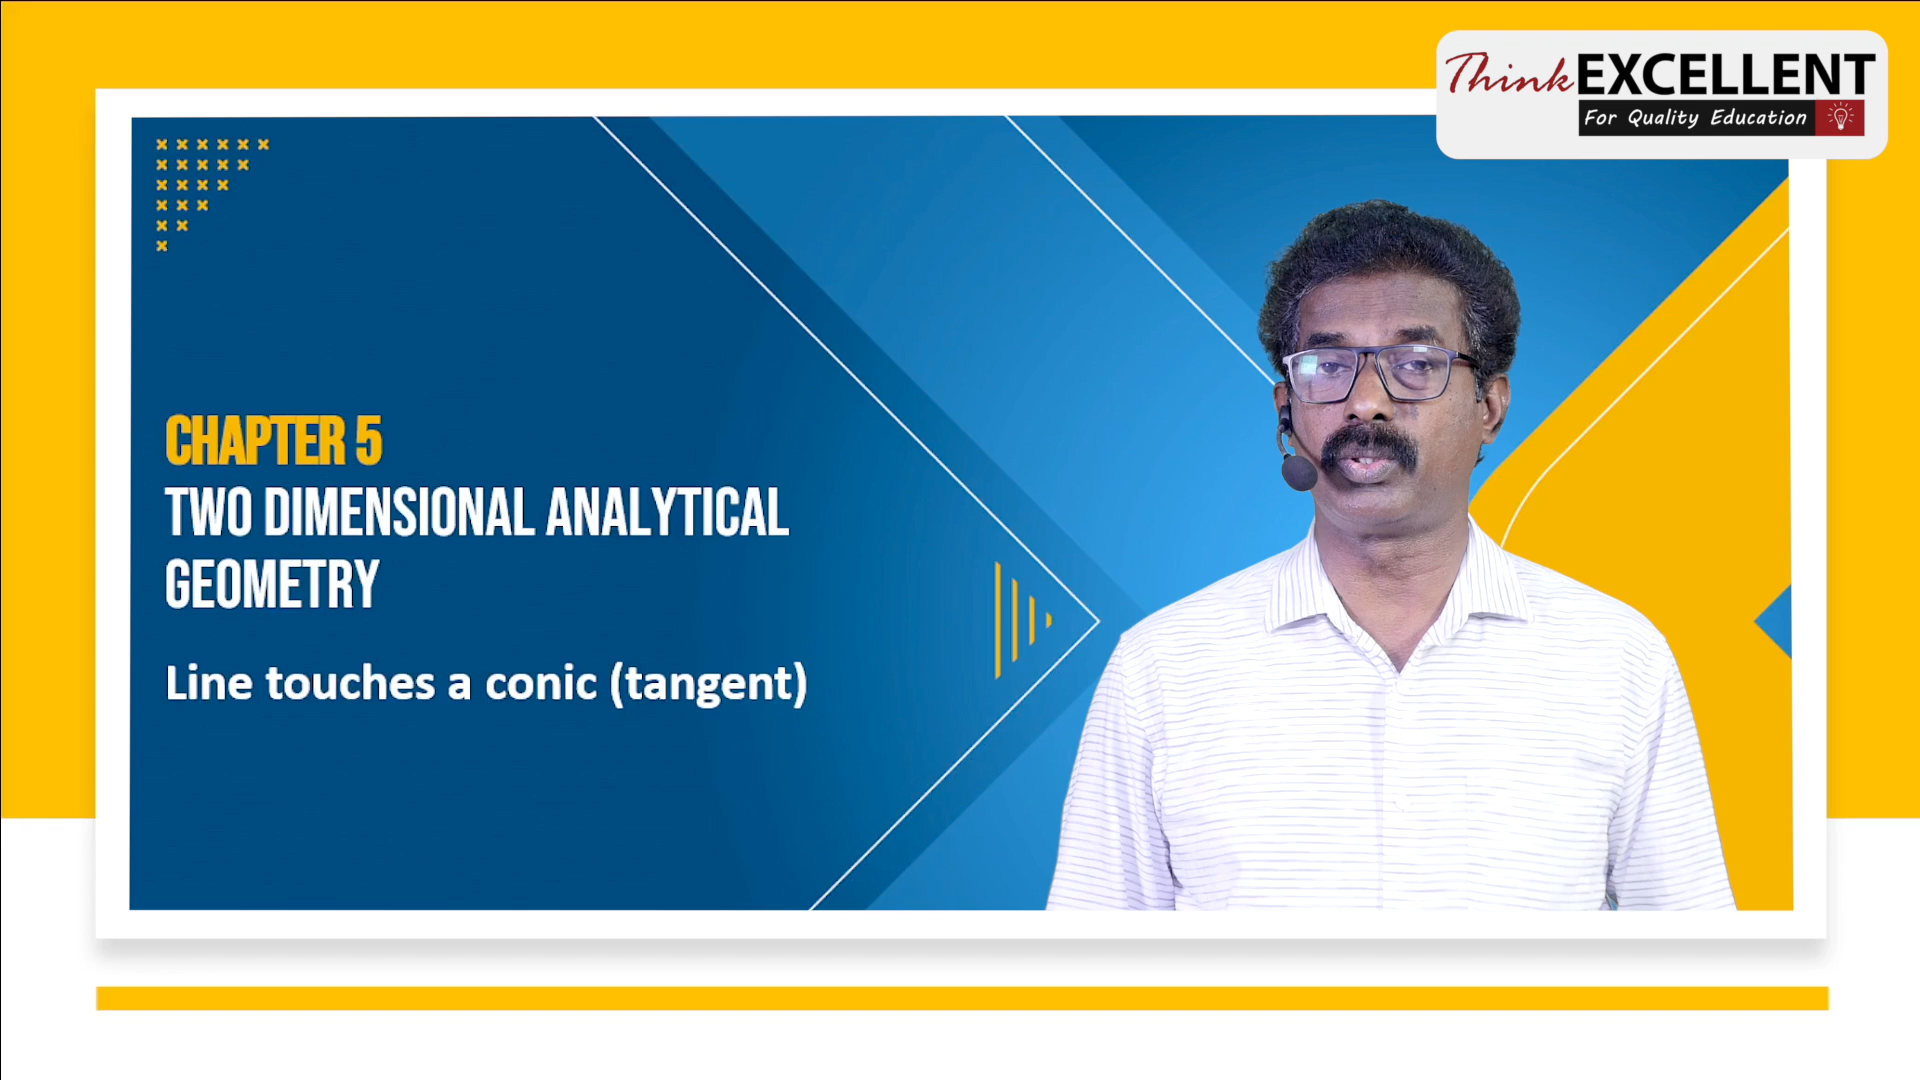 Think EXCELLENT
For Quality Education
CHAPTER 5
TWO DIMENSIONAL ANALYTICAL
GEOMETRY
Line touches a conic (tangent)